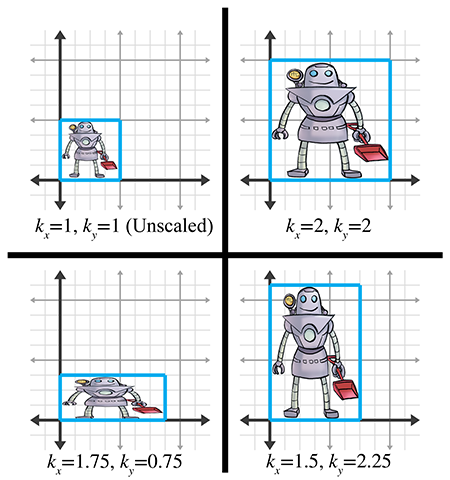 kx=1, ky=1 (Unscaled)
kx=2, ky=2
kx=1.75, ky=0.75
kx=1.5, ky=2.25